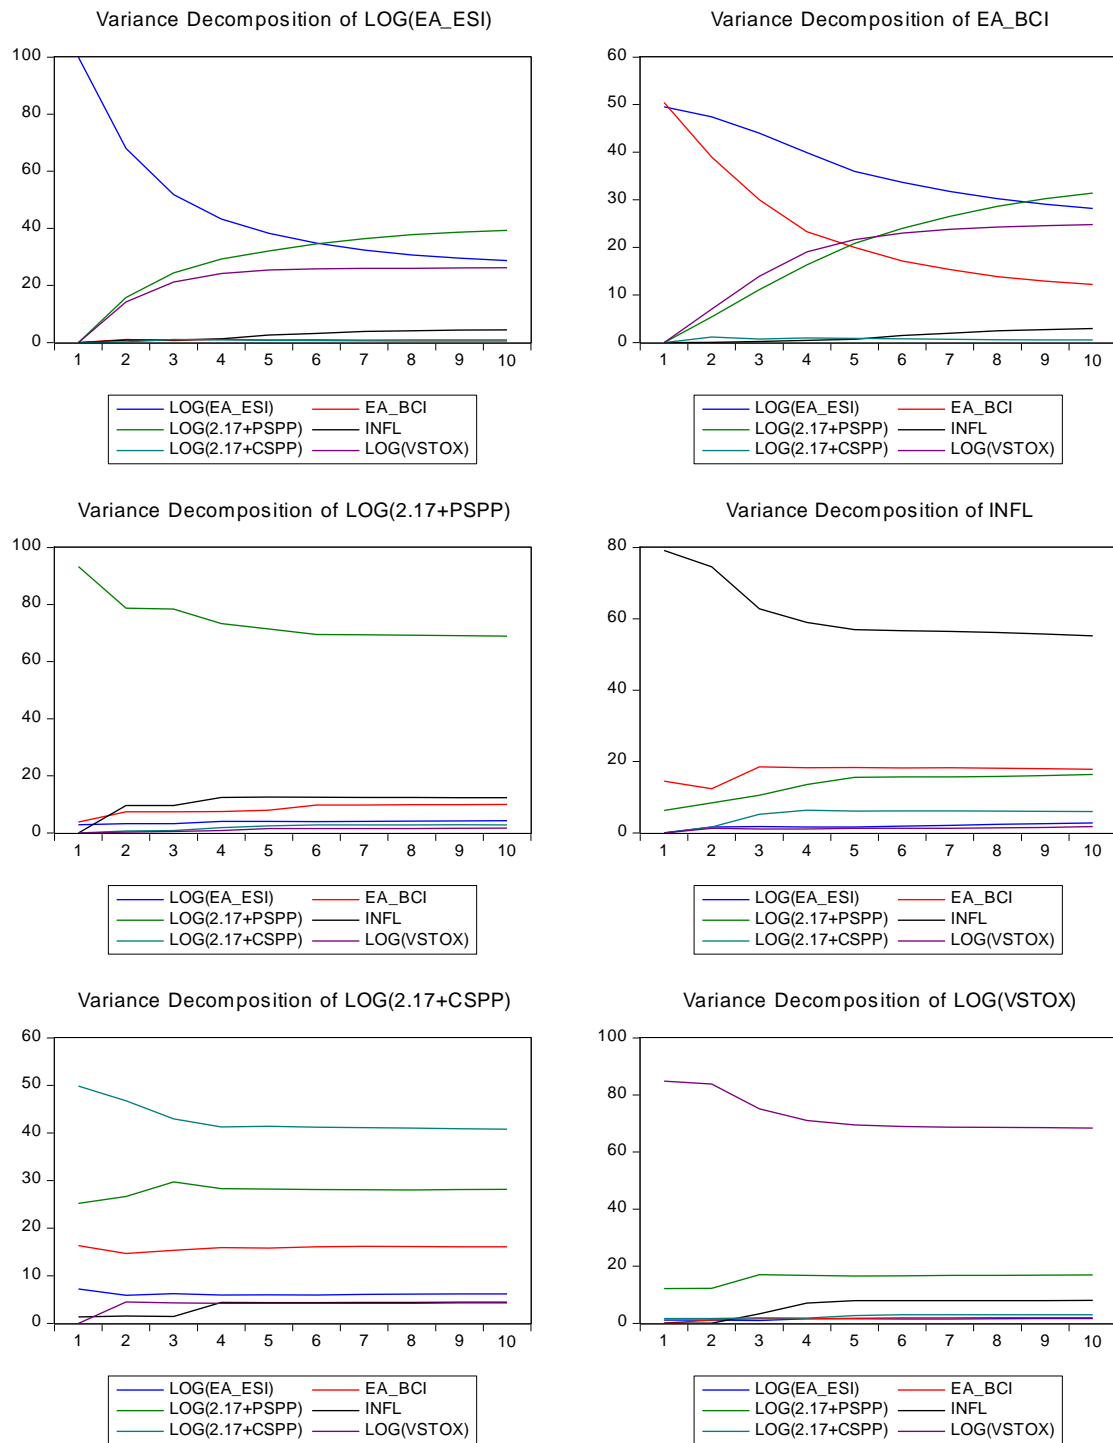 Variance Decomposition of LOG(EA_ESI)
100
80
60
40
20
0
1 2 3 4 5 6 7 8 9 10
LOG(EA_ESI) EA_BCI
LOG(2.17+PSPP) INFL
LOG(2.17+CSPP) LOG(VSTOX)
Variance Decomposition of EA_BCI
60
50
40
30
20
10
0
1 2 3 4 5 6 7 8 9 10
LOG(EA_ESI) EA_BCI
LOG(2.17+PSPP) INFL
LOG(2.17+CSPP) LOG(VSTOX)
Variance Decomposition of LOG(2.17+PSPP)
100
80
60
40
20
0
1 2 3 4 5 6 7 8 9 10
LOG(EA_ESI) EA_BCI
LOG(2.17+PSPP) INFL
LOG(2.17+CSPP) LOG(VSTOX)
Variance Decomposition of INFL
80
60
40
20
0
1 2 3 4 5 6 7 8 9 10
LOG(EA_ESI) EA_BCI
LOG(2.17+PSPP) INFL
LOG(2.17+CSPP) LOG(VSTOX)
Variance Decomposition of LOG(2.17+CSPP)
60
50
40
30
20
10
0
1 2 3 4 5 6 7 8 9 10
LOG(EA_ESI) EA_BCI
LOG(2.17+PSPP) INFL
LOG(2.17+CSPP) LOG(VSTOX)
Variance Decomposition of LOG(VSTOX)
100
80
60
40
20
0
1 2 3 4 5 6 7 8 9 10
LOG(EA_ESI) EA_BCI
LOG(2.17+PSPP) INFL
LOG(2.17+CSPP) LOG(VSTOX)